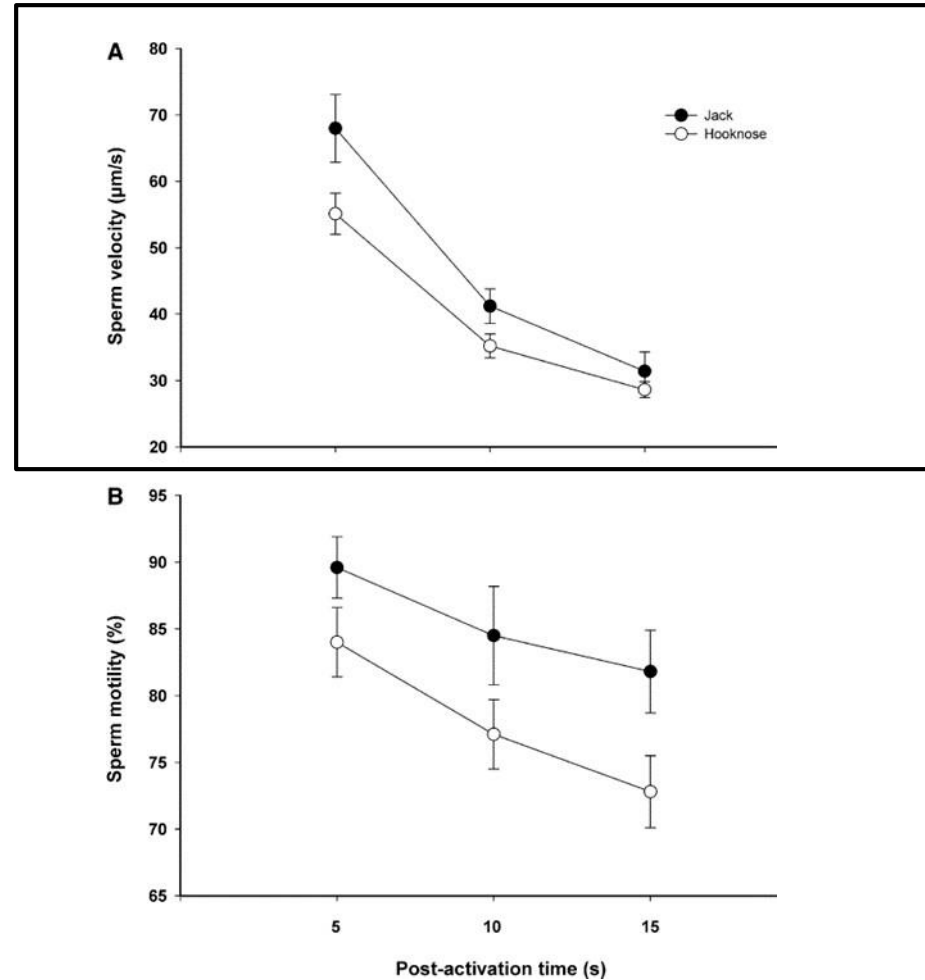 A
Sperm velocity (µm/s)
80
70
60
50
40
30
20
Jack
Hooknose
B
Sperm motility (%)
95
90
85
80
75
70
65
5 10 15
Post-activation time (s)